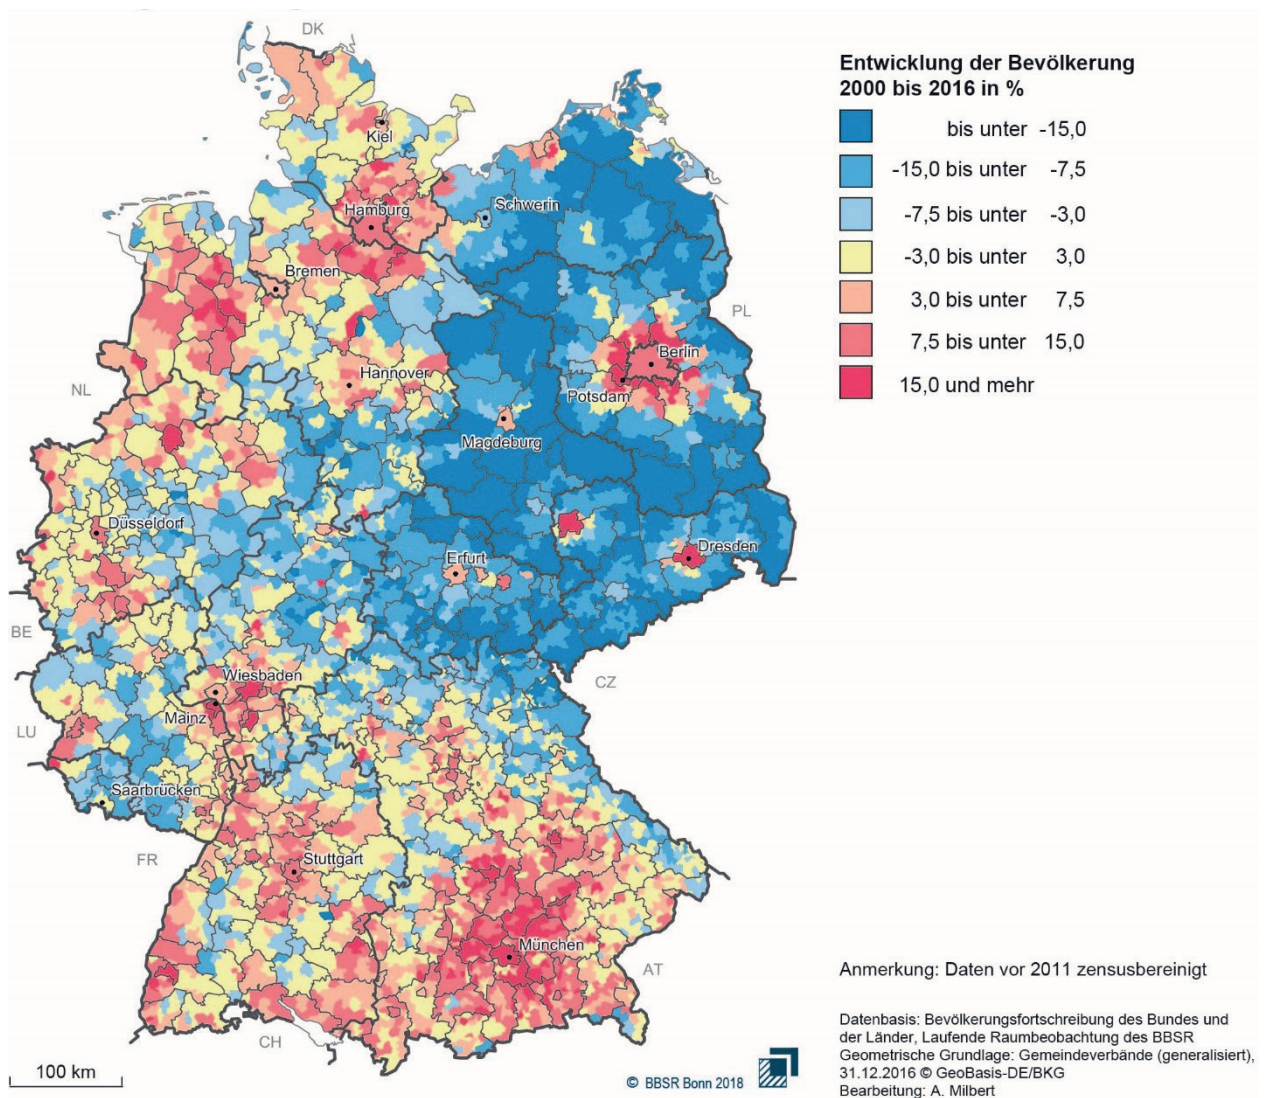 DK
Kiel
Hamburg
Schwerin
Bremen
PL
Berlin
Hannover
NL
Potsdam
Magdeburg
Düsseldorf
Dresden
Erfurt
BE
Wiesbaden
CZ
Mainz
LU
Saarbrücken
FR
Stuttgart
München
AT
CH
100 km
© BBSR Bonn 2018
Entwicklung der Bevölkerung
2000 bis 2016 in %
bis unter -15,0
-15,0 bis unter -7,5
-7,5 bis unter -3,0
-3,0 bis unter 3,0
3,0 bis unter 7,5
7,5 bis unter 15,0
15,0 und mehr
Anmerkung: Daten vor 2011 zensusbereinigt
Datenbasis: Bevölkerungsfortschreibung des Bundes und
der Länder, Laufende Raumbeobachtung des BBSR
Geometrische Grundlage: Gemeindeverbände (generalisiert),
31.12.2016 © GeoBasis-DE/BKG
Bearbeitung: A. Milbert